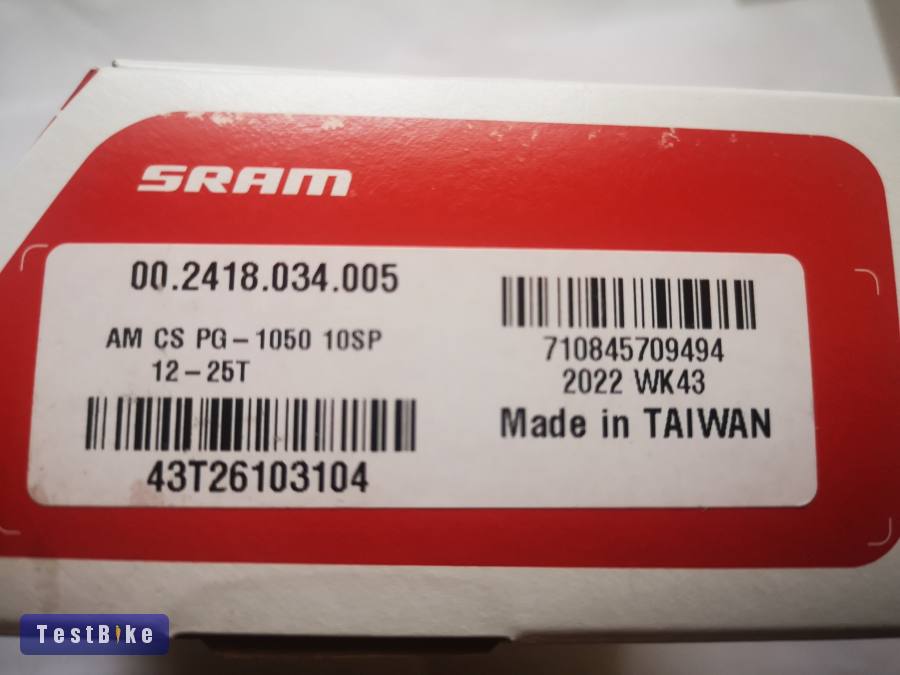 SRAM
00.2418.034.005
AM CS PG-1050 10SP
12-25T
43T26103104
710845709494
2022 WK43
Made in TAIWAN
TestBike